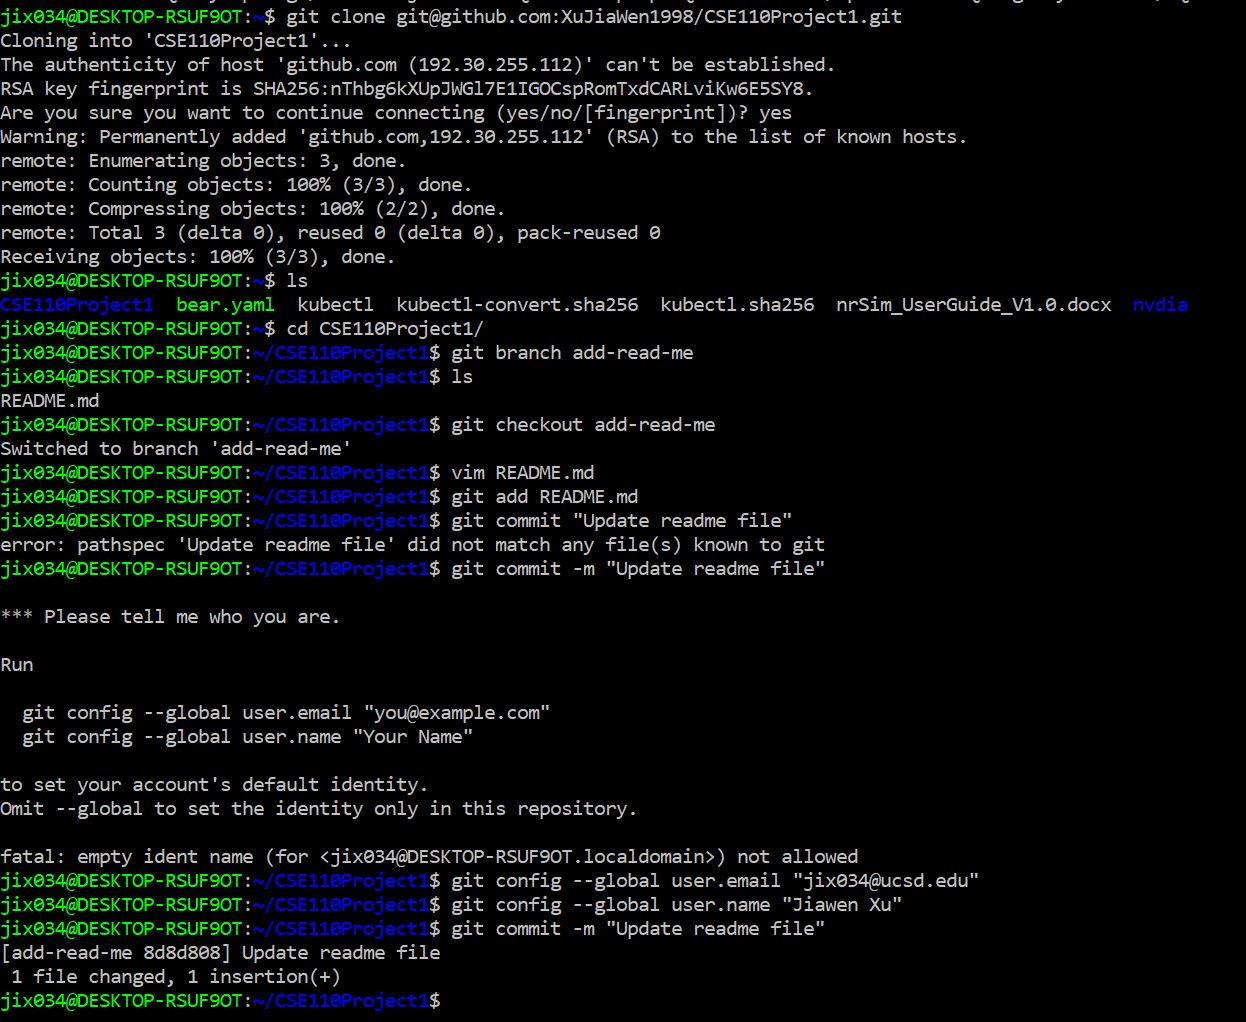 jix034@DESKTOP-RSUF9OT:~$ git clone git@github.com:XuJiaWen1998/CSE110Project1.git
Cloning into 'CSE110Project1'...
The authenticity of host 'github.com (192.30.255.112)' can't be established.
RSA key fingerprint is SHA256:nThbg6kXUpJWGl7E1IGOCspRomTxdCARLviKw6E5SY8.
Are you sure you want to continue connecting (yes/no/[fingerprint])? yes
Warning: Permanently added 'github.com,192.30.255.112' (RSA) to the list of known hosts.
remote: Enumerating objects: 3, done.
remote: Counting objects: 100% (3/3), done.
remote: Compressing objects: 100% (2/2), done.
remote: Total 3 (delta 0), reused 0 (delta 0), pack-reused 0
Receiving objects: 100% (3/3), done.
jix034@DESKTOP-RSUF9OT:~$ ls
CSE110Project1  bear.yaml  kubectl  kubectl-convert.sha256  kubectl.sha256  nrSim_UserGuide_V1.0.docx  nvdia
jix034@DESKTOP-RSUF9OT:~$ cd CSE110Project1/
jix034@DESKTOP-RSUF9OT:~/CSE110Project1$ git branch add-read-me
jix034@DESKTOP-RSUF9OT:~/CSE110Project1$ ls
README.md
jix034@DESKTOP-RSUF9OT:~/CSE110Project1$ git checkout add-read-me
Switched to branch 'add-read-me'
jix034@DESKTOP-RSUF9OT:~/CSE110Project1$ vim README.md
jix034@DESKTOP-RSUF9OT:~/CSE110Project1$ git add README.md
jix034@DESKTOP-RSUF9OT:~/CSE110Project1$ git commit "Update readme file"
error: pathspec 'Update readme file' did not match any file(s) known to git
jix034@DESKTOP-RSUF9OT:~/CSE110Project1$ git commit -m "Update readme file"
*** Please tell me who you are.
Run
  git config --global user.email "you@example.com"
  git config --global user.name "Your Name"
to set your account's default identity.
Omit --global to set the identity only in this repository.
fatal: empty ident name (for <jix034@DESKTOP-RSUF9OT.localdomain>) not allowed
jix034@DESKTOP-RSUF9OT:~/CSE110Project1$ git config --global user.email "jix034@ucsd.edu"
jix034@DESKTOP-RSUF9OT:~/CSE110Project1$ git config --global user.name "Jiawen Xu"
jix034@DESKTOP-RSUF9OT:~/CSE110Project1$ git commit -m "Update readme file"
[add-read-me 8d8d808] Update readme file
 1 file changed, 1 insertion(+)
jix034@DESKTOP-RSUF9OT:~/CSE110Project1$